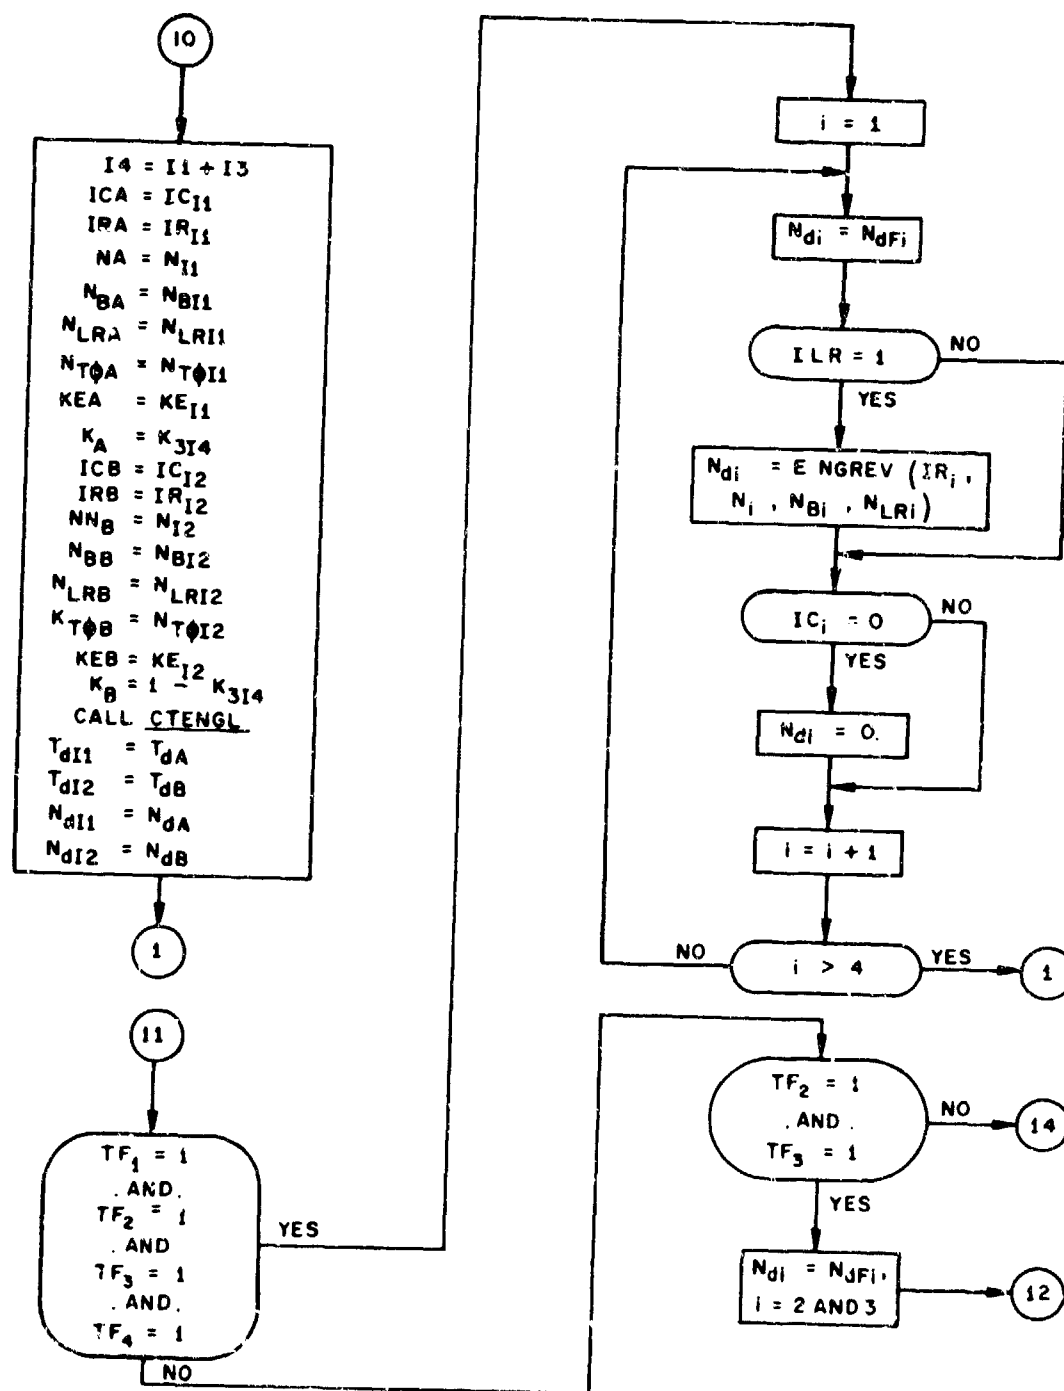 10
I4 = I1 + I3
ICA = IC_I1
IRA = IR_I1
NA = N_I1
N_BA = N_BI1
N_LRA = N_LRI1
N_TϕA = N_TϕI1
KEA = KE_I1
K_A = K_3I4
ICB = IC_I2
IRB = IR_I2
NN_B = N_I2
N_BB = N_BI2
N_LRB = N_LRI2
K_TϕB = N_TϕI2
KEB = KE_I2
K_B = 1 - K_3I4
CALL CTENGL
T_dI1 = T_dA
T_dI2 = T_dB
N_dI1 = N_dA
N_dI2 = N_dB
1
11
TF_1 = 1
.AND.
TF_2 = 1
.AND
TF_3 = 1
.AND.
TF_4 = 1
YES
NO
i = 1
N_di = N_dFi
ILR = 1
NO
YES
N_di = E NGREV (IR_i,
N_i , N_Bi , N_LRi)
IC_i = 0
NO
YES
N_di = 0.
i = i + 1
NO
i > 4
YES
1
TF_2 = 1
.AND.
TF_3 = 1
NO
14
YES
N_di = N_dFi,
i = 2 AND 3
12